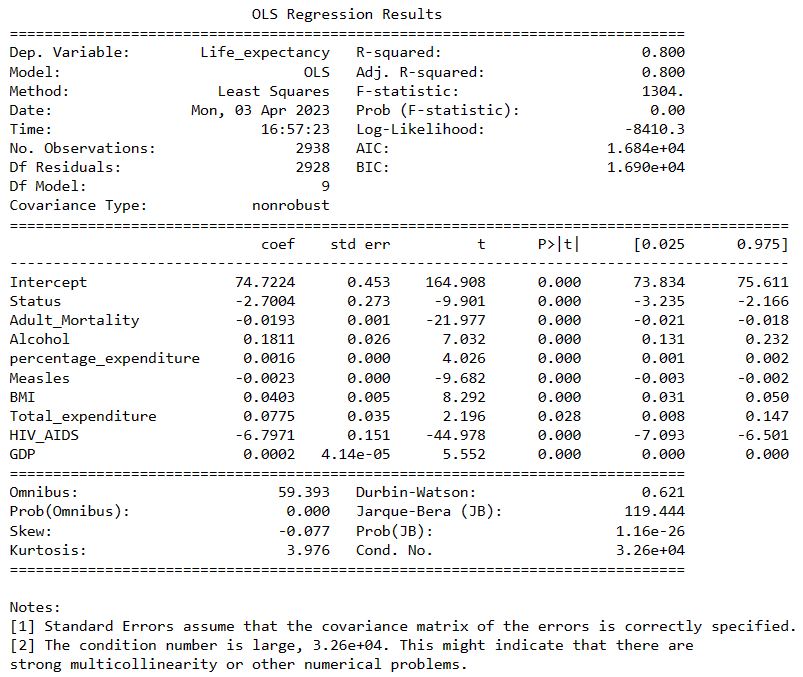 OLS Regression Results
==============================================================================
Dep. Variable:        Life_expectancy   R-squared:                       0.800
Model:                            OLS   Adj. R-squared:                  0.800
Method:                 Least Squares   F-statistic:                     1304.
Date:                Mon, 03 Apr 2023   Prob (F-statistic):               0.00
Time:                        16:57:23   Log-Likelihood:                -8410.3
No. Observations:                2938   AIC:                         1.684e+04
Df Residuals:                    2928   BIC:                         1.690e+04
Df Model:                           9
Covariance Type:            nonrobust
==========================================================================================
                             coef    std err          t      P>|t|      [0.025      0.975]
------------------------------------------------------------------------------------------
Intercept                 74.7224      0.453    164.908      0.000      73.834      75.611
Status                    -2.7004      0.273     -9.901      0.000      -3.235      -2.166
Adult_Mortality           -0.0193      0.001    -21.977      0.000      -0.021      -0.018
Alcohol                    0.1811      0.026      7.032      0.000       0.131       0.232
percentage_expenditure     0.0016      0.000      4.026      0.000       0.001       0.002
Measles                   -0.0023      0.000     -9.682      0.000      -0.003      -0.002
BMI                        0.0403      0.005      8.292      0.000       0.031       0.050
Total_expenditure          0.0775      0.035      2.196      0.028       0.008       0.147
HIV_AIDS                  -6.7971      0.151    -44.978      0.000      -7.093      -6.501
GDP                        0.0002   4.14e-05      5.552      0.000       0.000       0.000
==============================================================================
Omnibus:                       59.393   Durbin-Watson:                   0.621
Prob(Omnibus):                  0.000   Jarque-Bera (JB):              119.444
Skew:                          -0.077   Prob(JB):                     1.16e-26
Kurtosis:                       3.976   Cond. No.                     3.26e+04
==============================================================================

Notes:
[1] Standard Errors assume that the covariance matrix of the errors is correctly specified.
[2] The condition number is large, 3.26e+04. This might indicate that there are
strong multicollinearity or other numerical problems.